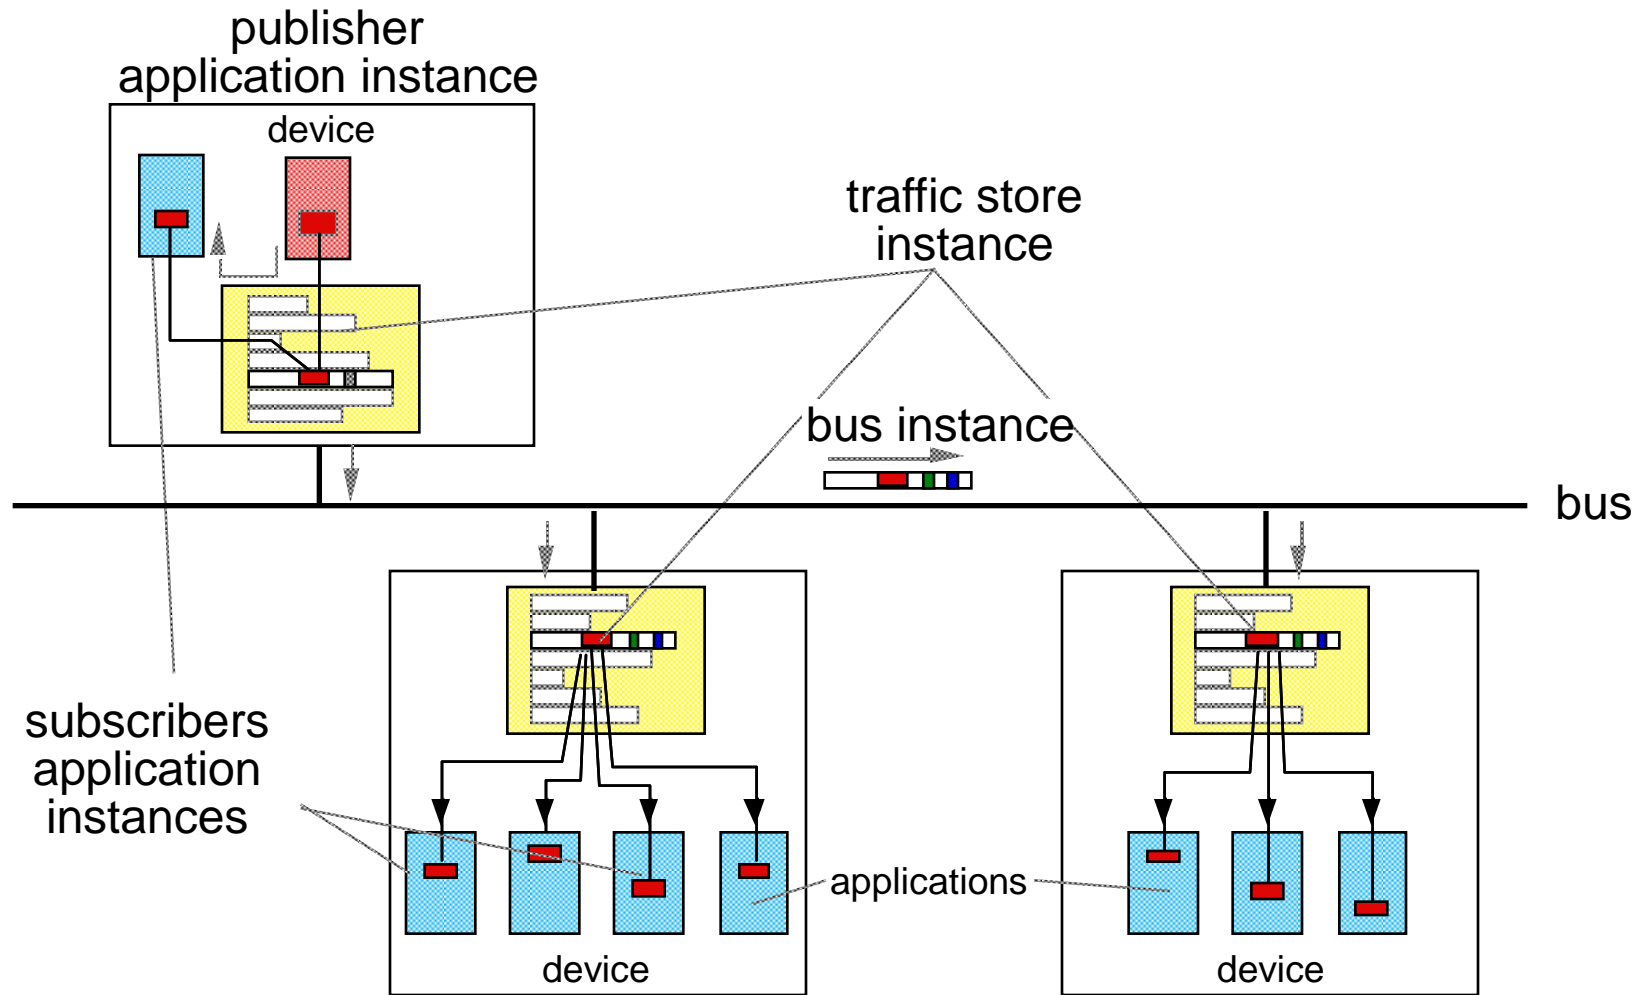 publisher
application instance
device
traffic store
instance
bus instance
bus
subscribers
application
instances
applications
device
device